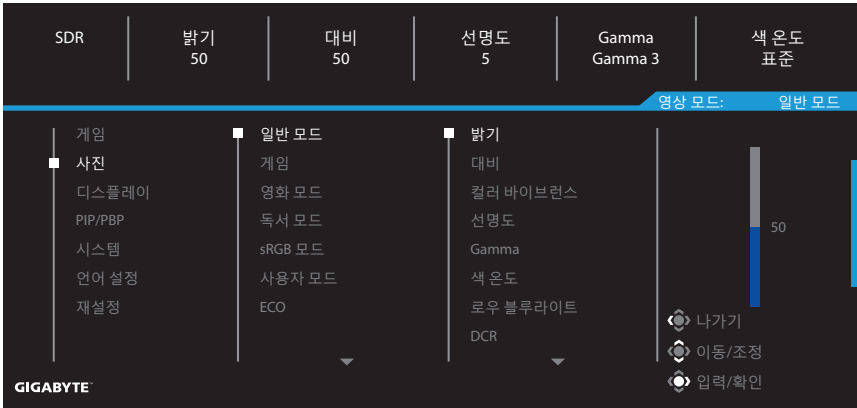 SDR
밝기
50
대비
50
선명도
5
Gamma
Gamma 3
색 온도
표준
영상 모드: 일반 모드
게임
사진
디스플레이
PIP/PBP
시스템
언어 설정
재설정
일반 모드
게임
영화 모드
독서 모드
sRGB 모드
사용자 모드
ECO
밝기
대비
컬러 바이브런스
선명도
Gamma
색 온도
로우 블루라이트
DCR
50
나가기
이동/조정
입력/확인
GIGABYTE™